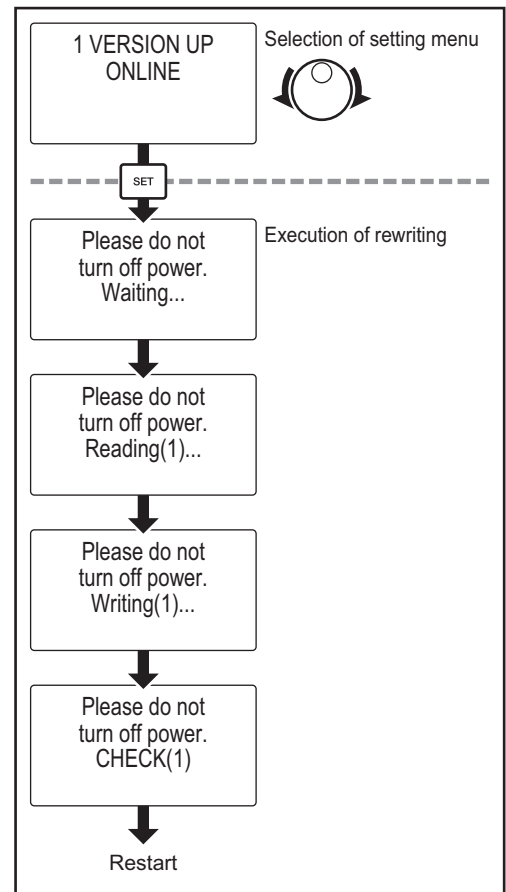 1 VERSION UP
ONLINE
Selection of setting menu
SET
Please do not
turn off power.
Waiting...
Execution of rewriting
Please do not
turn off power.
Reading(1)...
Please do not
turn off power.
Writing(1)...
Please do not
turn off power.
CHECK(1)
Restart